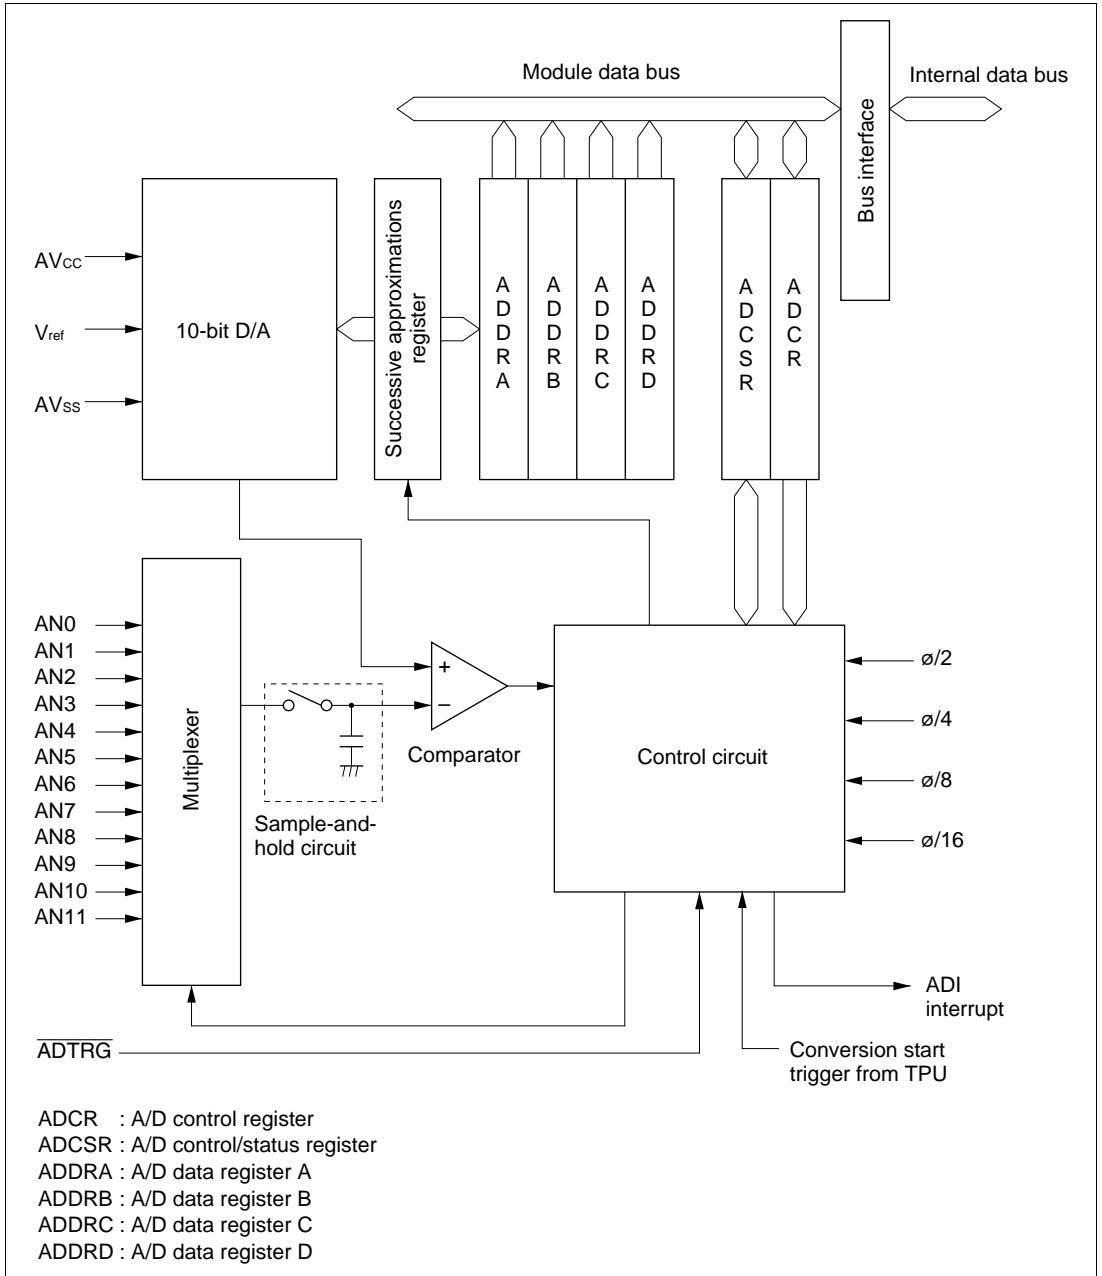 Module data bus
Internal data bus
Bus interface
AVCC
Vref
AVSS
10-bit D/A
Successive approximations
register
ADDRA
ADDRB
ADDRC
ADDRD
ADCSR
ADCR
AN0
AN1
AN2
AN3
AN4
AN5
AN6
AN7
AN8
AN9
AN10
AN11
Multiplexer
+
−
Comparator
Sample-and-
hold circuit
Control circuit
ø/2
ø/4
ø/8
ø/16
ADI
interrupt
ADTRG
Conversion start
trigger from TPU
ADCR : A/D control register
ADCSR : A/D control/status register
ADDRA : A/D data register A
ADDRB : A/D data register B
ADDRC : A/D data register C
ADDRD : A/D data register D